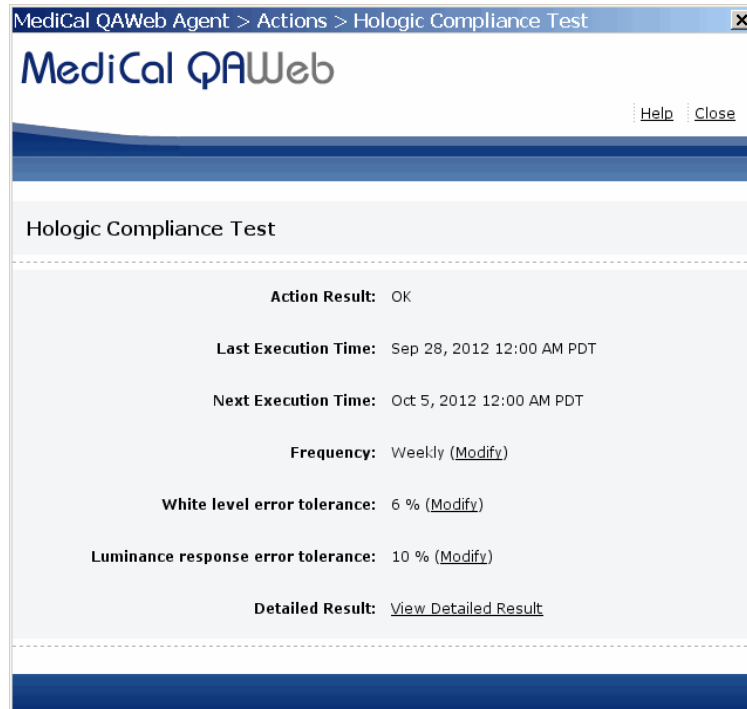 MediCal QAWeb Agent > Actions > Hologic Compliance Test
MediCal QAWeb
Help Close
Hologic Compliance Test
Action Result: OK
Last Execution Time: Sep 28, 2012 12:00 AM PDT
Next Execution Time: Oct 5, 2012 12:00 AM PDT
Frequency: Weekly (Modify)
White level error tolerance: 6 % (Modify)
Luminance response error tolerance: 10 % (Modify)
Detailed Result: View Detailed Result